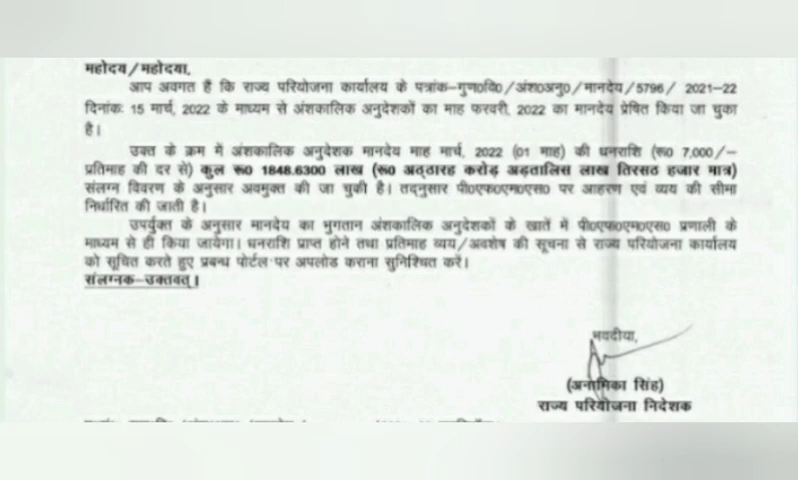 महोदय/महोदया,
आप अवगत हैं कि राज्य परियोजना कार्यालय के पत्रांक-गुण0वि0/अंश0अनु0/मानदेय/5796/ 2021-22
दिनांकः 15 मार्च, 2022 के माध्यम से अंशकालिक अनुदेशकों का माह फरवरी, 2022 का मानदेय प्रेषित किया जा चुका
है।
उक्त के क्रम में अंशकालिक अनुदेशक मानदेय माह मार्च, 2022 (01 माह) की धनराशि (रू0 7,000/-
प्रतिमाह की दर से) कुल रू0 1848.6300 लाख (रू0 अट्ठारह करोड़ अड़तालिस लाख तिरसठ हजार मात्र)
संलग्न विवरण के अनुसार अवमुक्त की जा चुकी है। तद्नुसार पी0एफ0एम0एस0 पर आहरण एवं व्यय की सीमा
निर्धारित की जाती है।
उपर्युक्त के अनुसार मानदेय का भुगतान अंशकालिक अनुदेशकों के खाते में पी0एफ0एम0एस0 प्रणाली के
माध्यम से ही किया जायेगा। धनराशि प्राप्त होने तथा प्रतिमाह व्यय/अवशेष की सूचना से राज्य परियोजना कार्यालय
को सूचित करते हुए प्रबन्ध पोर्टल पर अपलोड कराना सुनिश्चित करें।
संलग्नक-उक्तवत्।
भवदीया,
(अनामिका सिंह)
राज्य परियोजना निदेशक